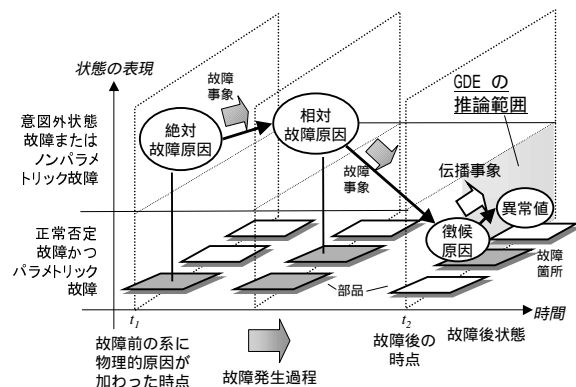 状態の表現
意図外状態
故障または
ノンパラメ
トリック故障
正常否定
故障かつ
パラメトリック
故障
絶対
故障原因
故障
事象
相対
故障原因
故障
事象
GDE の
推論範囲
伝播事象
異常値
徴候
原因
故障
箇所
部品
時間
t1
t2
故障前の系に
物理的原因が
加わった時点
故障発生過程
故障後の
時点
故障後状態